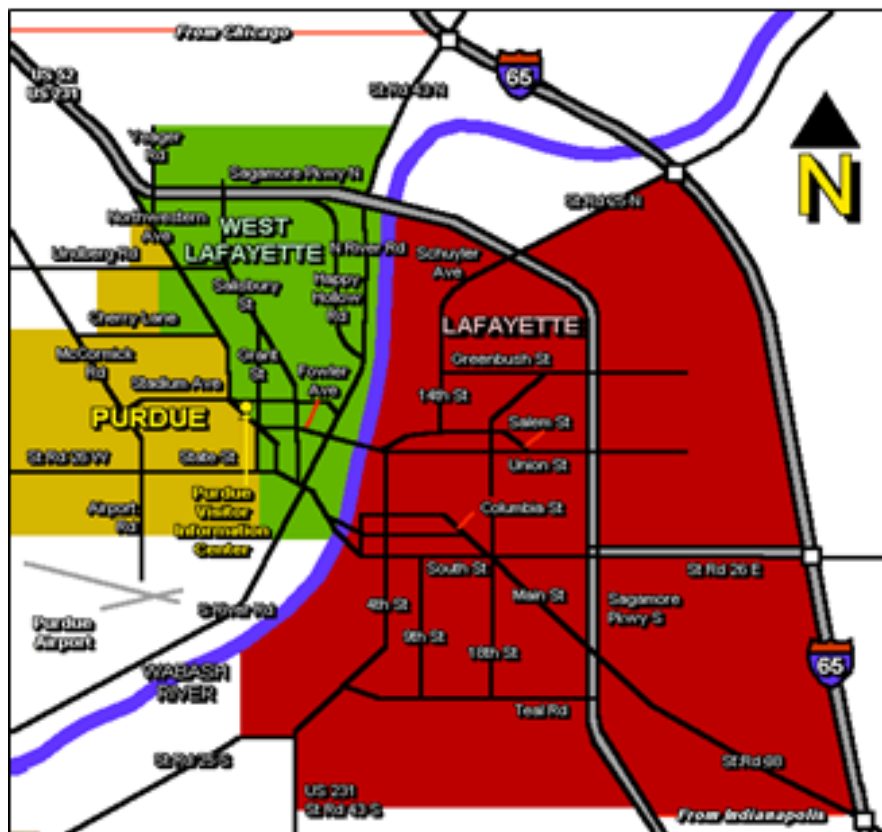 From Chicago
65
US 52
US 231
St Rd 43 N
Yeager
Rd
Sagamore Pkwy N
N
St Rd 25 N
Northwestern
Ave
WEST
LAFAYETTE
N River Rd
Schuyler
Ave
Lindberg Rd
Salisbury
St
Happy
Hollow
Rd
Cherry Lane
LAFAYETTE
McCormick
Rd
Grant
St
Fowler
Ave
Greenbush St
Stadium Ave
14th St
PURDUE
Salem St
St Rd 26 W
State St
Union St
Purdue
Visitor
Information
Center
Airport
Rd
Columbia St
South St
St Rd 26 E
Main St
Sagamore
Pkwy S
S River Rd
4th St
9th St
18th St
Purdue
Airport
WABASH
RIVER
65
Teal Rd
St Rd 25 S
US 231
St Rd 43 S
St Rd 38
From Indianapolis